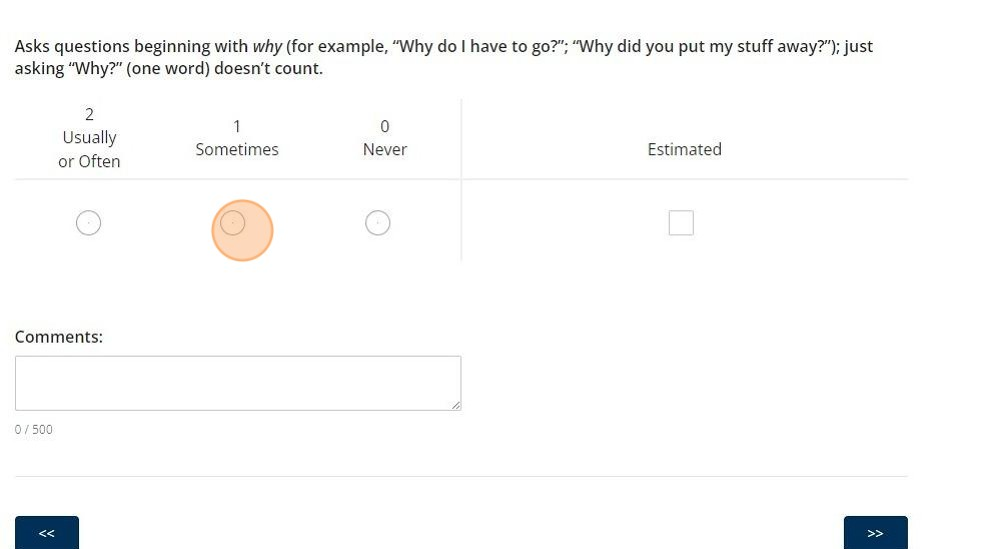 Asks questions beginning with why (for example, “Why do I have to go?”; “Why did you put my stuff away?”); just
asking “Why?” (one word) doesn’t count.
2
Usually
or Often
1
Sometimes
0
Never
Estimated
Comments:
0 / 500
<<
>>